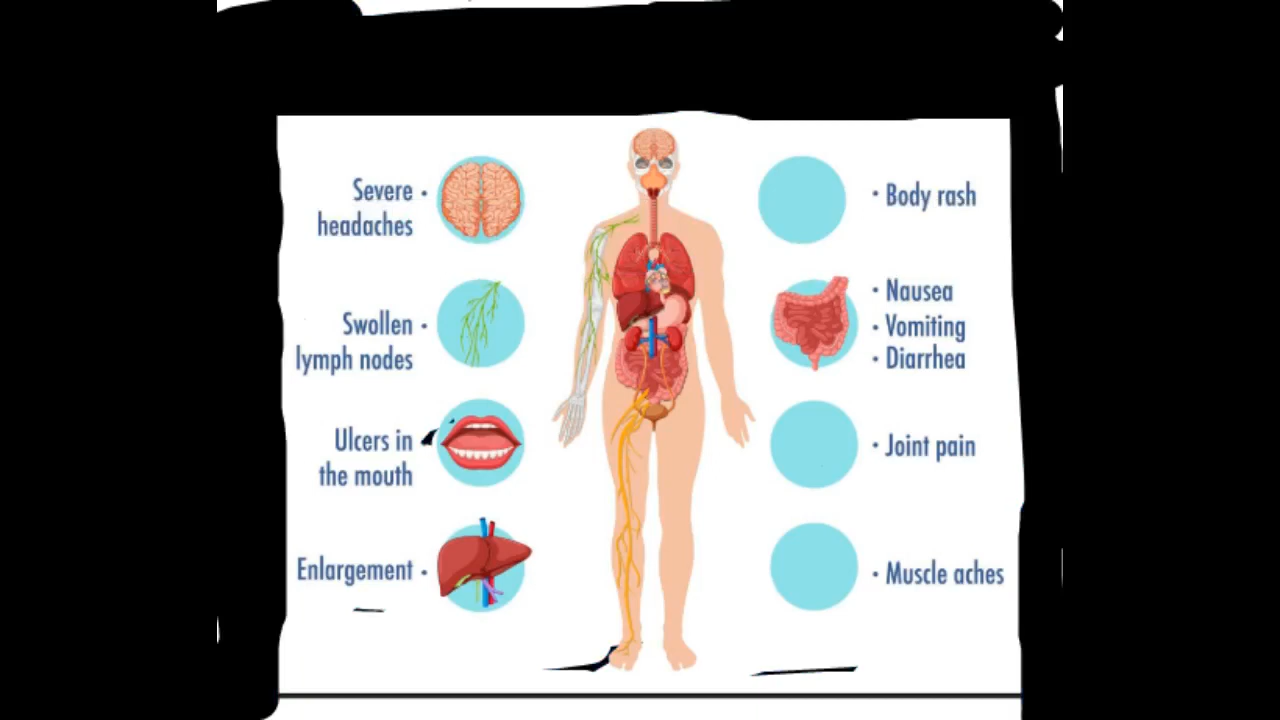 Severe •
headaches
Swollen •
lymph nodes
Ulcers in
the mouth
Enlargement •
• Body rash
• Nausea
• Vomiting
• Diarrhea
• Joint pain
• Muscle aches